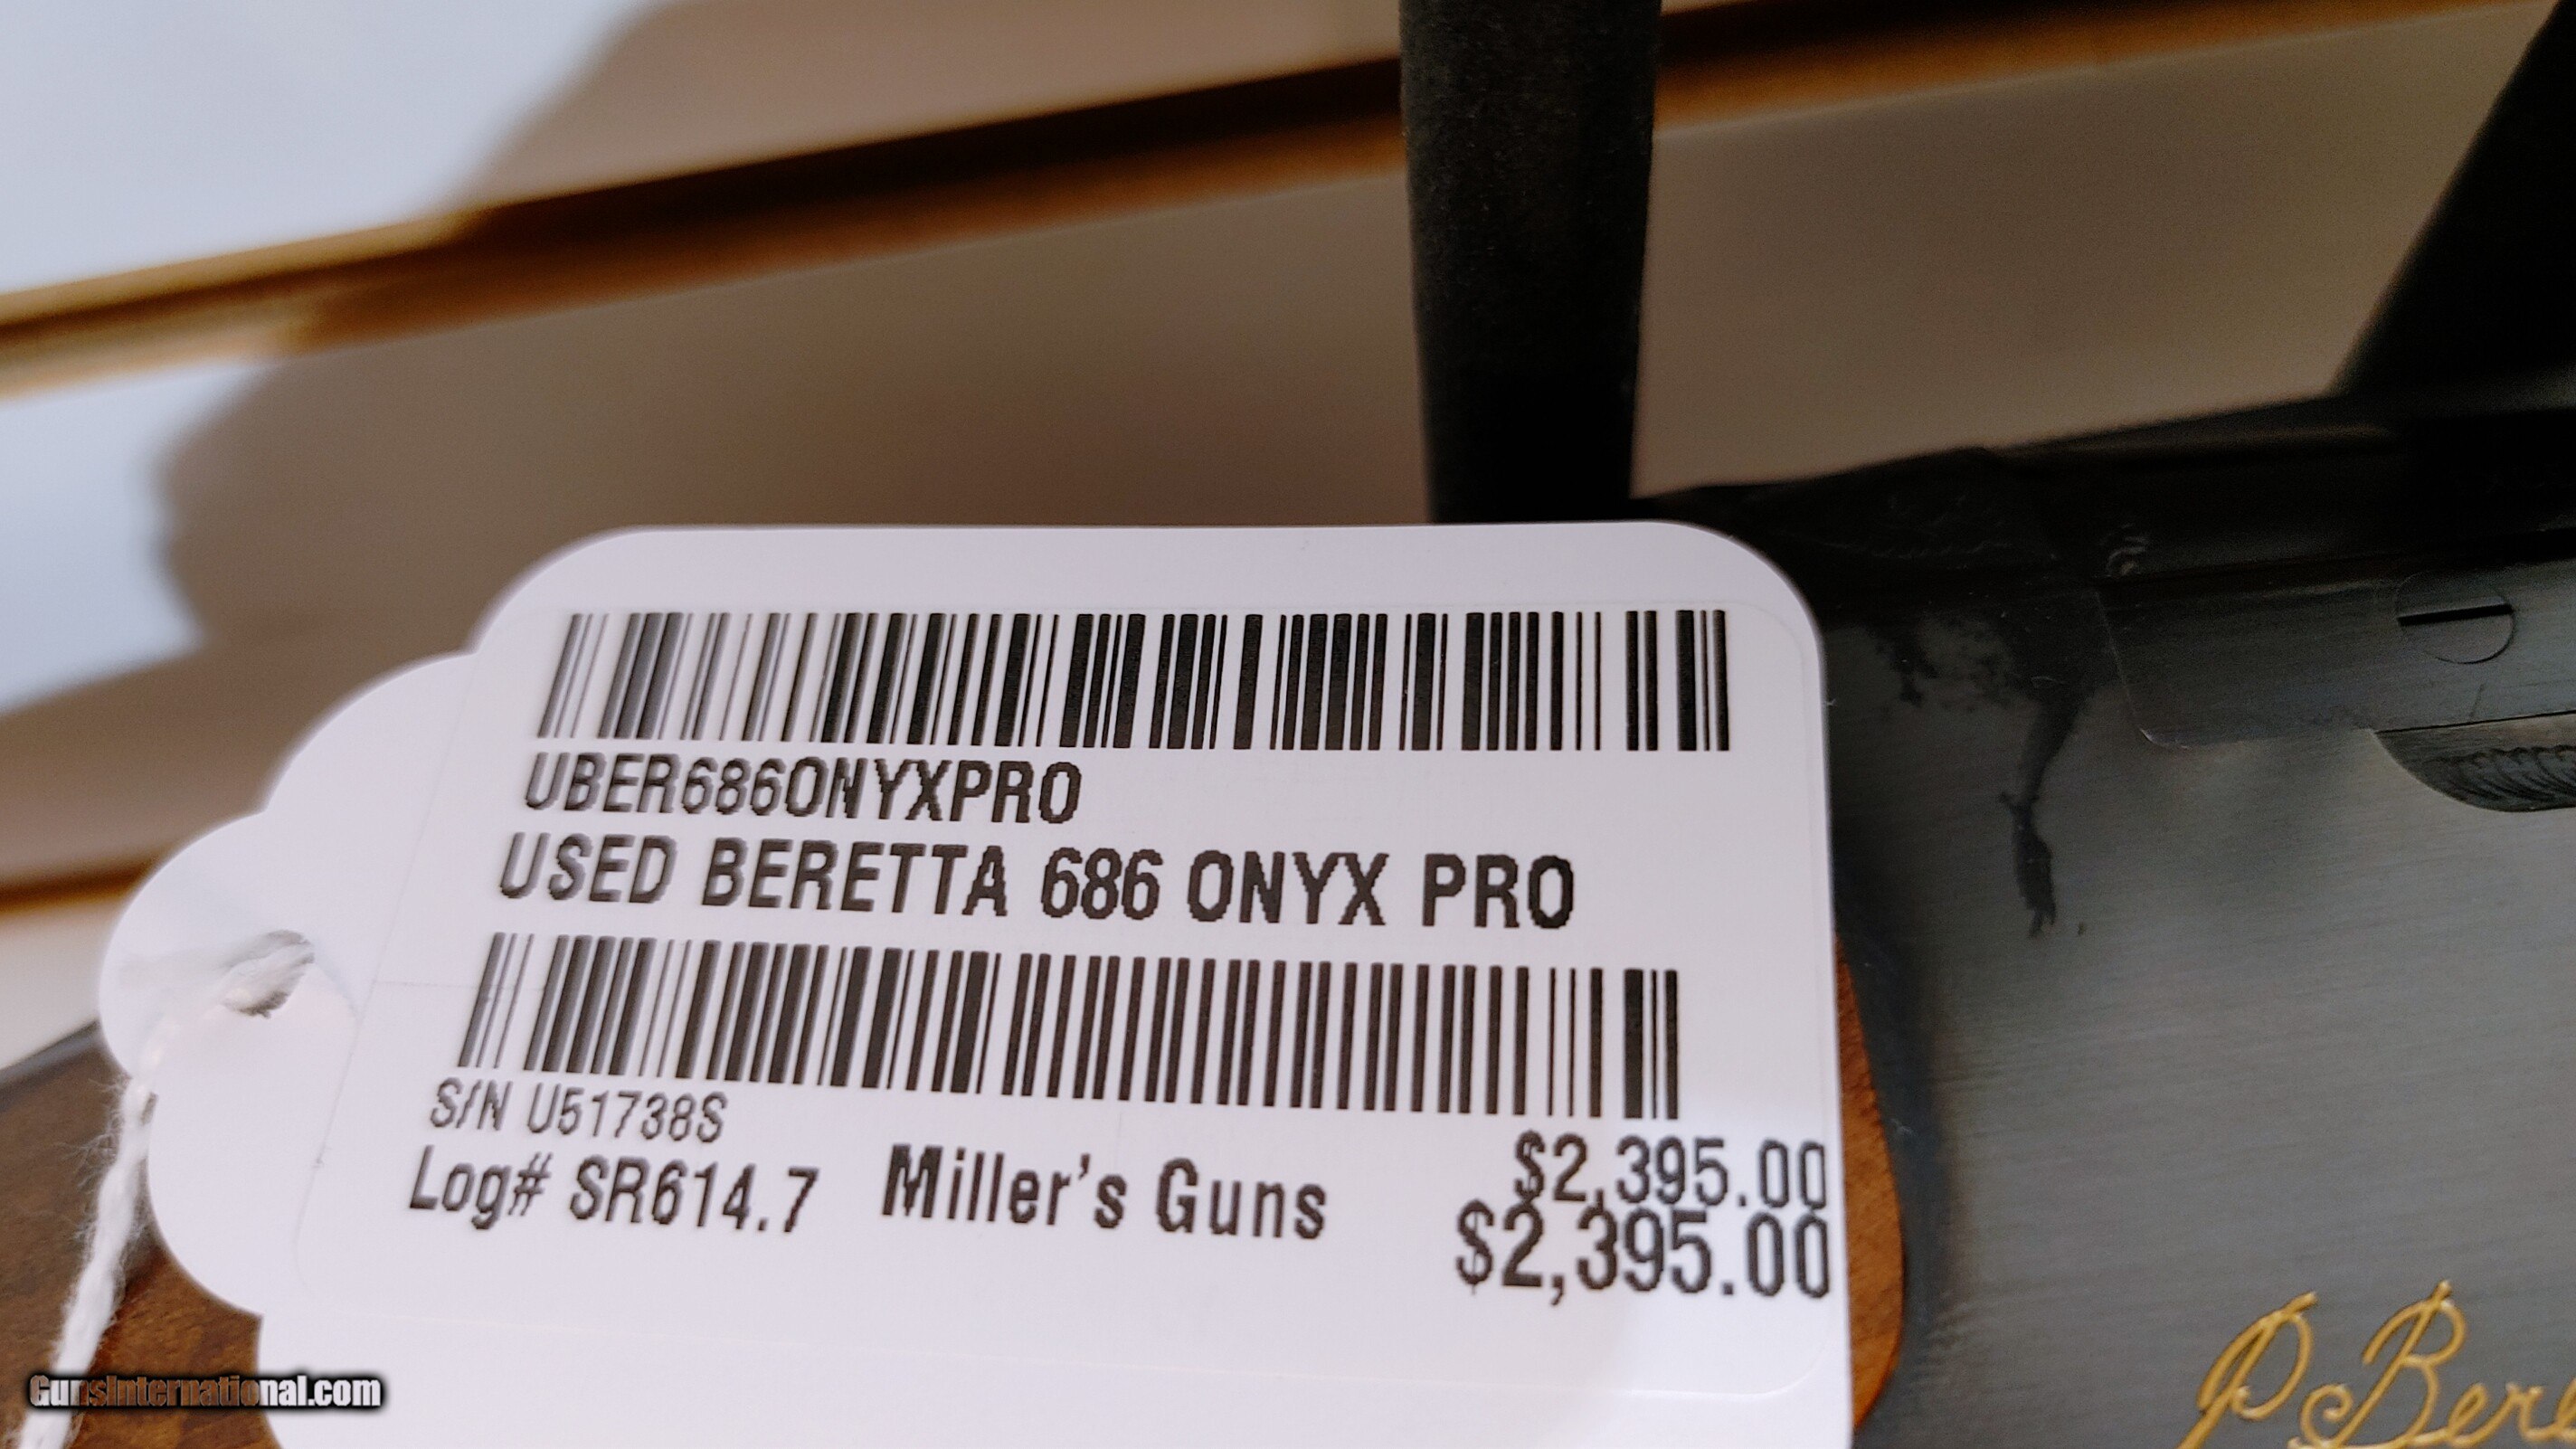 UBER686ONYXPRO
USED BERETTA 686 ONYX PRO
S/N U51738S
Log# SR614.7 Miller's Guns $2,395.00
$2,395.00
P. Ber
GunsInternational.com